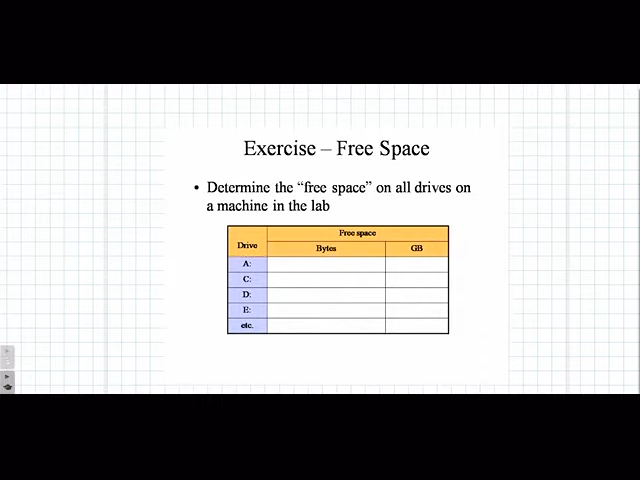 Exercise – Free Space
• Determine the “free space” on all drives on
a machine in the lab
Drive
Free space
Bytes
GB
A:
C:
D:
E:
etc.